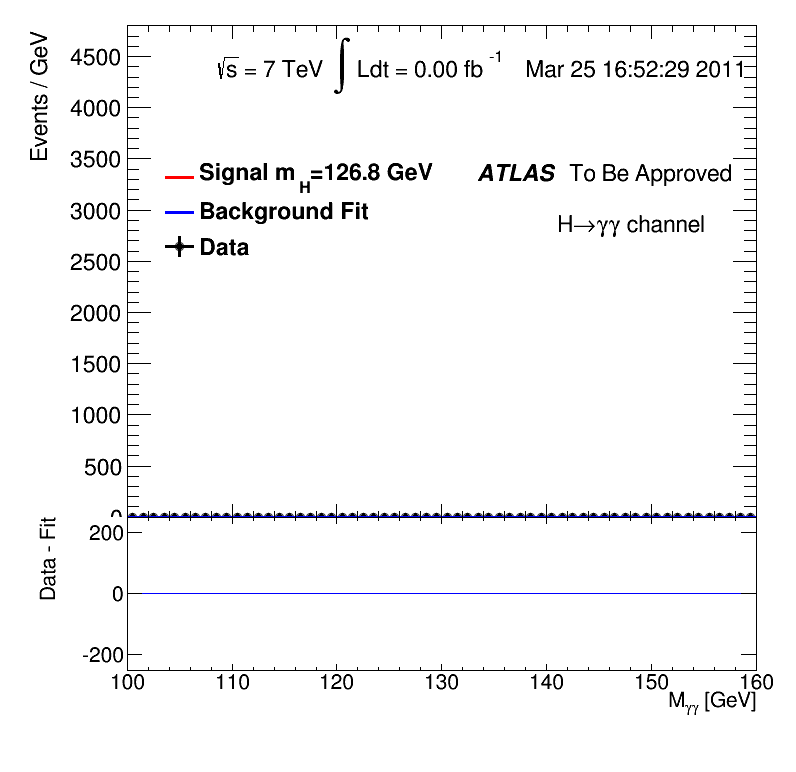 Events / GeV
4500
4000
3500
3000
2500
2000
1500
1000
500
0
√s = 7 TeV ∫ Ldt = 0.00 fb -1 Mar 25 16:52:29 2011
Signal m H=126.8 GeV
Background Fit
Data
ATLAS To Be Approved
H→γγ channel
Data - Fit
200
0
-200
100 110 120 130 140 150 160
Mγγ [GeV]